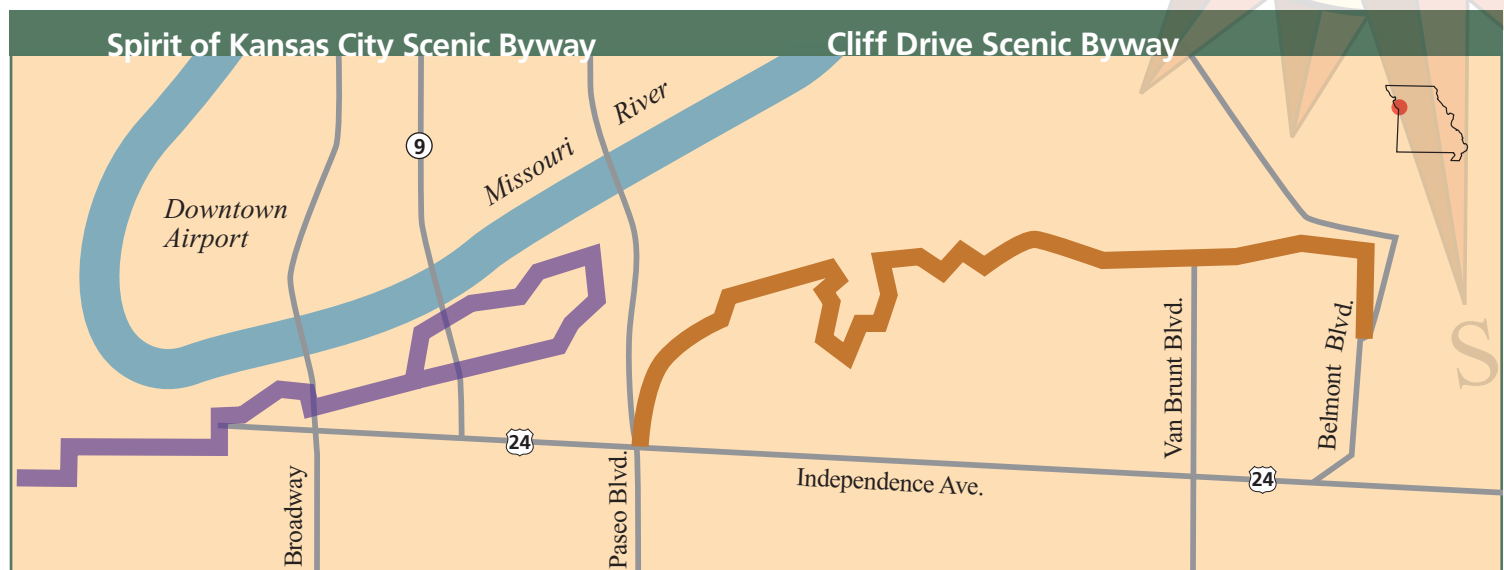 Spirit of Kansas City Scenic Byway
Cliff Drive Scenic Byway
9
Missouri River
Downtown
Airport
24
Broadway
Paseo Blvd.
Independence Ave.
Van Brunt Blvd.
Belmont Blvd.
24
S